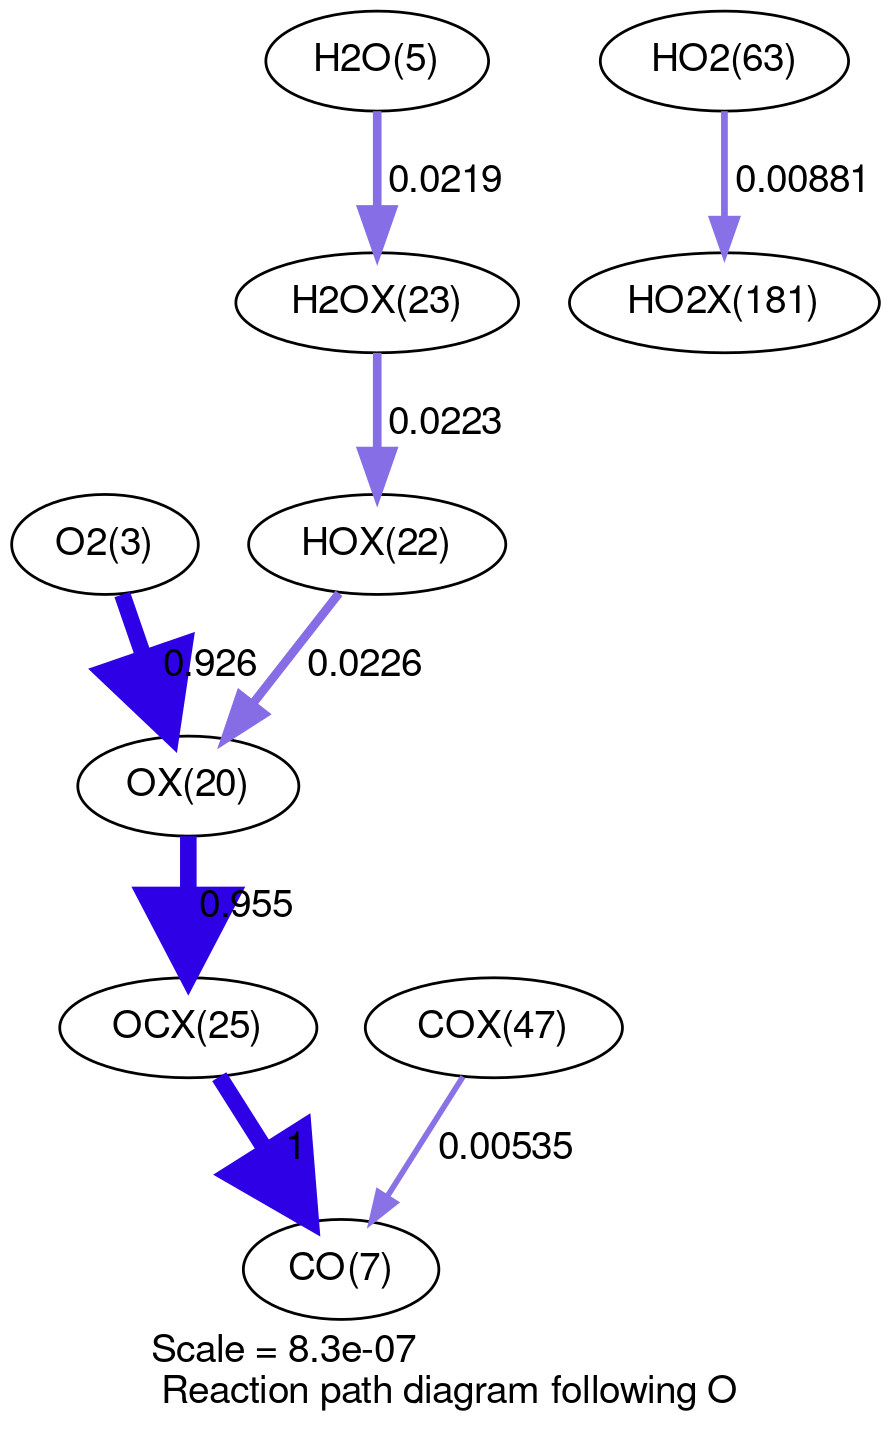 H2O(5)
HO2(63)
0.0219
0.00881
H2OX(23)
HO2X(181)
0.0223
O2(3)
HOX(22)
0.926
0.0226
OX(20)
0.955
OCX(25)
COX(47)
1
0.00535
CO(7)
Scale = 8.3e-07
Reaction path diagram following O